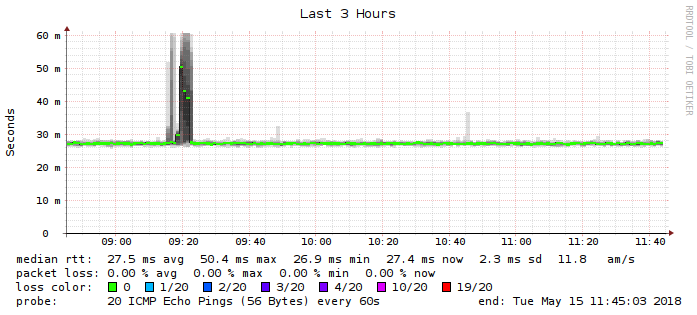 Last 3 Hours
RRDTOOL / TOBI OETIKER
Seconds
60 m
50 m
40 m
30 m
20 m
10 m
0
09:00 09:20 09:40 10:00 10:20 10:40 11:00 11:20 11:40
median rtt: 27.5 ms avg 50.4 ms max 26.9 ms min 27.4 ms now 2.3 ms sd 11.8 am/s
packet loss: 0.00 % avg 0.00 % max 0.00 % min 0.00 % now
loss color: 0 1/20 2/20 3/20 4/20 10/20 19/20
probe: 20 ICMP Echo Pings (56 Bytes) every 60s end: Tue May 15 11:45:03 2018